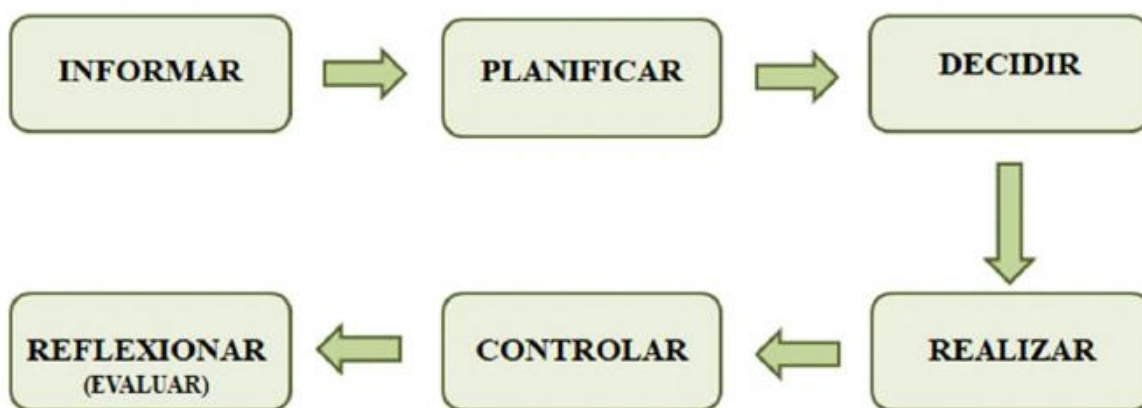 INFORMAR
PLANIFICAR
DECIDIR
REALIZAR
CONTROLAR
REFLEXIONAR
(EVALUAR)